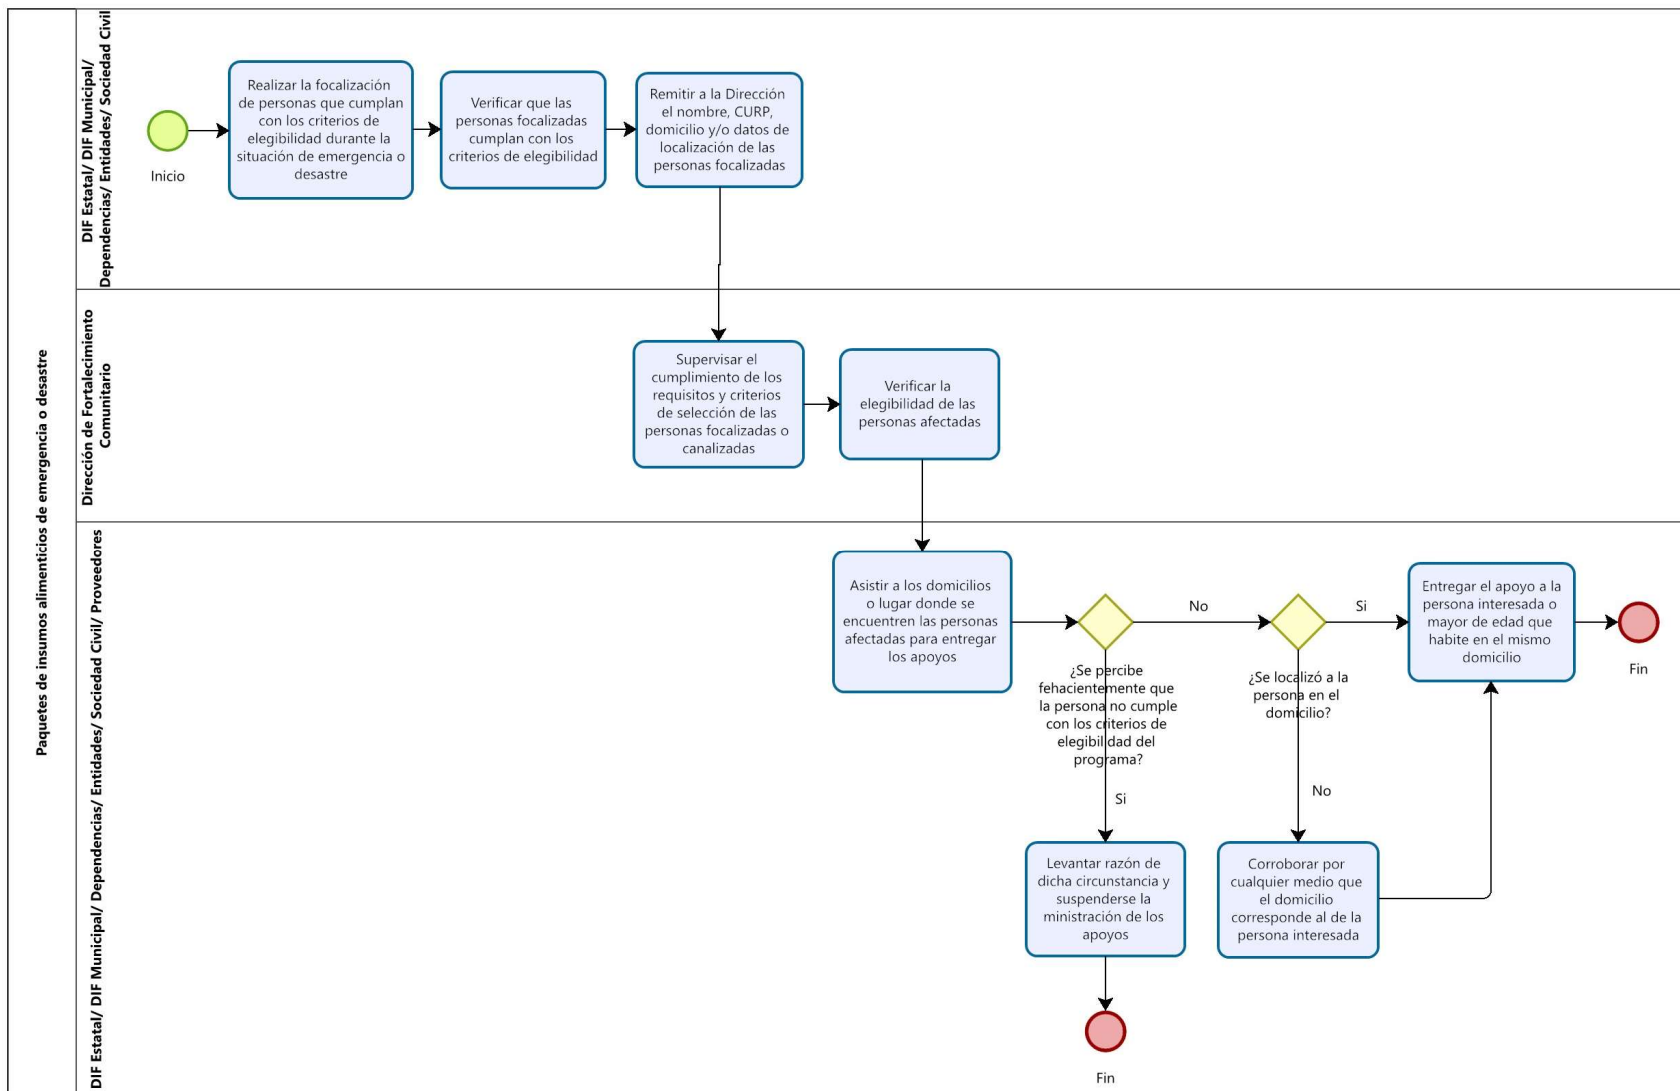 Paquetes de insumos alimenticios de emergencia o desastre
DIF Estatal/ DIF Municipal/
Dependencias/ Entidades/ Sociedad Civil
Inicio
Realizar la focalización
de personas que cumplan
con los criterios de
elegibilidad durante la
situación de emergencia o
desastre
Verificar que las
personas focalizadas
cumplan con los
criterios de elegibilidad
Remitir a la Dirección
el nombre, CURP,
domicilio y/o datos de
localización de las
personas focalizadas
Dirección de Fortalecimiento
Comunitario
Supervisar el
cumplimiento de los
requisitos y criterios
de selección de las
personas focalizadas o
canalizadas
Verificar la
elegibilidad de las
personas afectadas
DIF Estatal/ DIF Municipal/ Dependencias/ Entidades/ Sociedad Civil/ Proveedores
Asistir a los domicilios
o lugar donde se
encuentren las personas
afectadas para entregar
los apoyos
¿Se percibe
fehacientemente que
la persona no cumple
con los criterios de
elegibilidad del
programa?
No
Si
¿Se localizó a la
persona en el
domicilio?
Si
No
Entregar el apoyo a la
persona interesada o
mayor de edad que
habite en el mismo
domicilio
Fin
Levantar razón de
dicha circunstancia y
suspenderse la
ministración de los
apoyos
Corroborar por
cualquier medio que
el domicilio
corresponde al de la
persona interesada
Fin